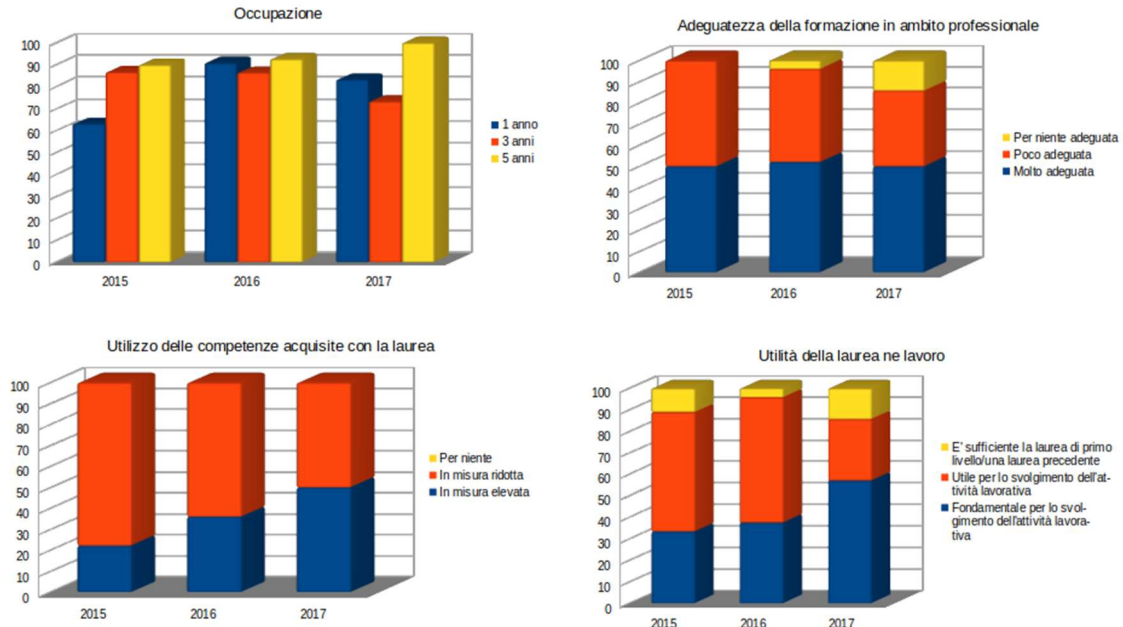 Occupazione
100
90
80
70
60
50
40
30
20
10
0
2015
2016
2017
1 anno
3 anni
5 anni
Adeguatezza della formazione in ambito professionale
100
90
80
70
60
50
40
30
20
10
0
2015
2016
2017
Per niente adeguata
Poco adeguata
Molto adeguata
Utilizzo delle competenze acquisite con la laurea
100
90
80
70
60
50
40
30
20
10
0
2015
2016
2017
Per niente
In misura ridotta
In misura elevata
Utilità della laurea ne lavoro
100
90
80
70
60
50
40
30
20
10
0
2015
2016
2017
E' sufficiente la laurea di primo
livello/una laurea precedente
Utile per lo svolgimento dell'at-
tività lavorativa
Fondamentale per lo svol-
gimento dell'attività lavora-
tiva